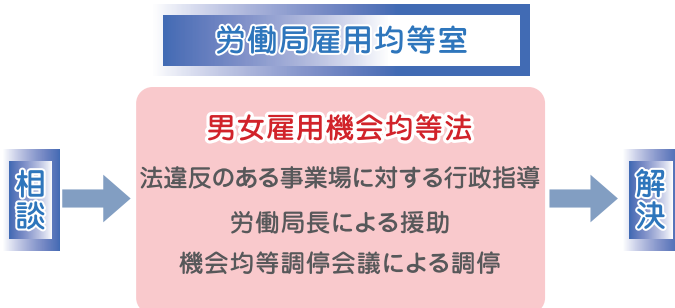 労働局雇用均等室
男女雇用機会均等法
法違反のある事業場に対する行政指導
労働局長による援助
機会均等調停会議による調停
相談
解決